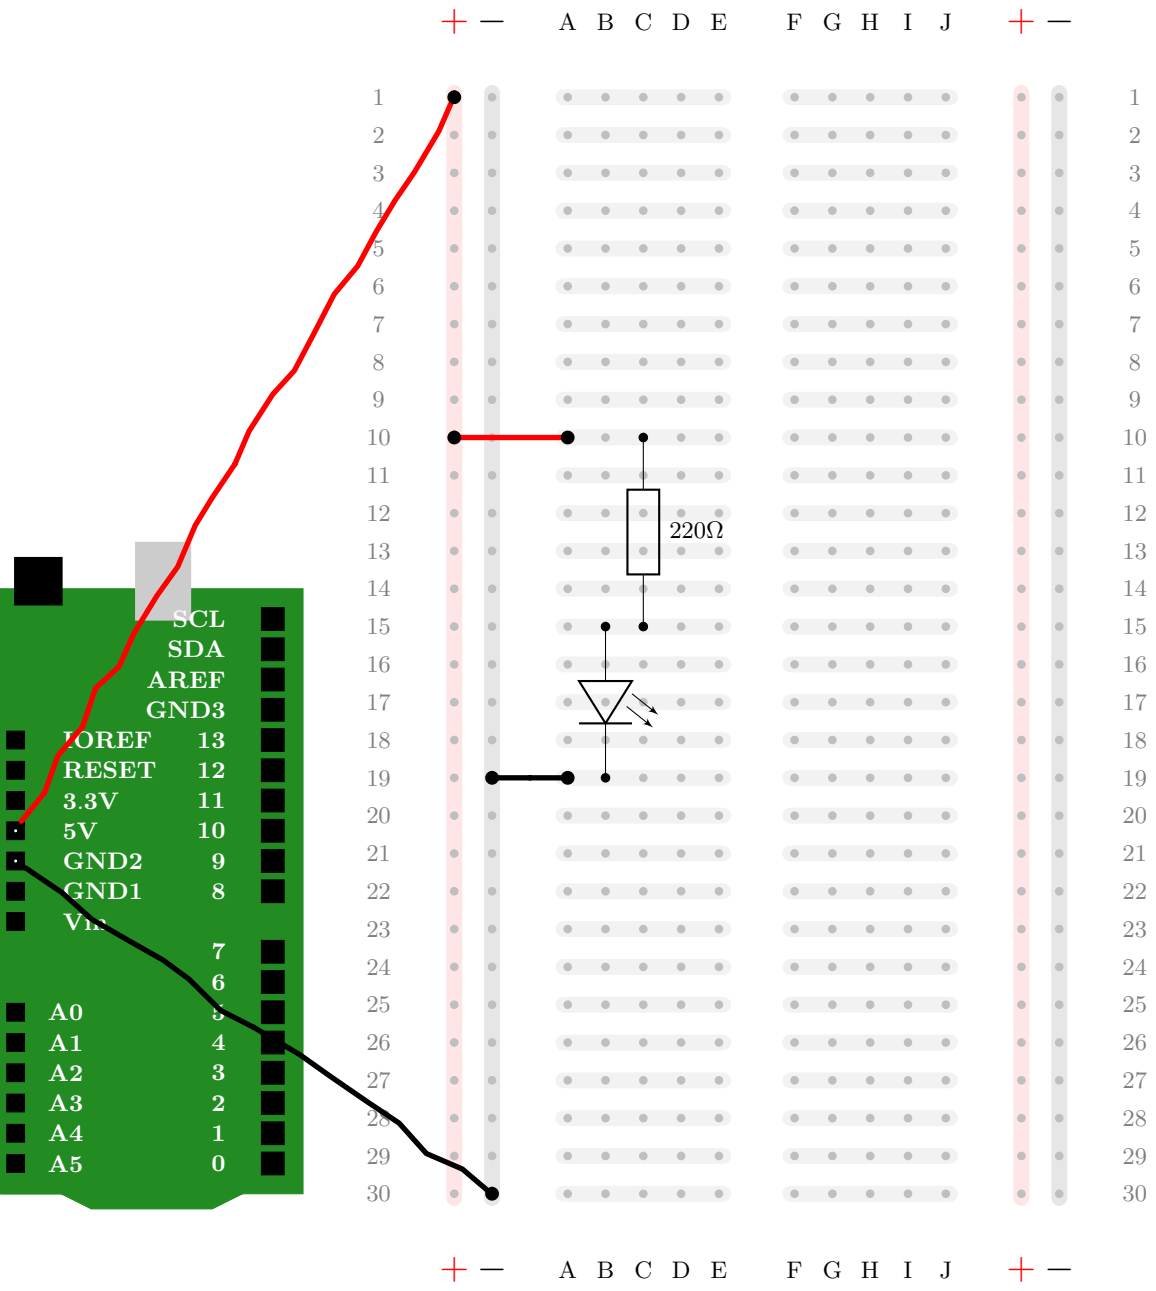 + − A B C D E F G H I J + −
1 1
2 2
3 3
4 4
5 5
6 6
7 7
8 8
9 9
10 10
11 11
12 12
220Ω
13 13
14 14
SCL 15 15
SDA 16 16
AREF
GND3 17 17
IOREF 13 18 18
RESET 12 19 19
3.3V 11
5V 10 20 20
GND2 9 21 21
GND1 8 22 22
Vin 23 23
7
6 24 24
A0 5 25 25
A1 4 26 26
A2 3 27 27
A3 2 28 28
A4 1
A5 0 29 29
30 30
+ − A B C D E F G H I J + −